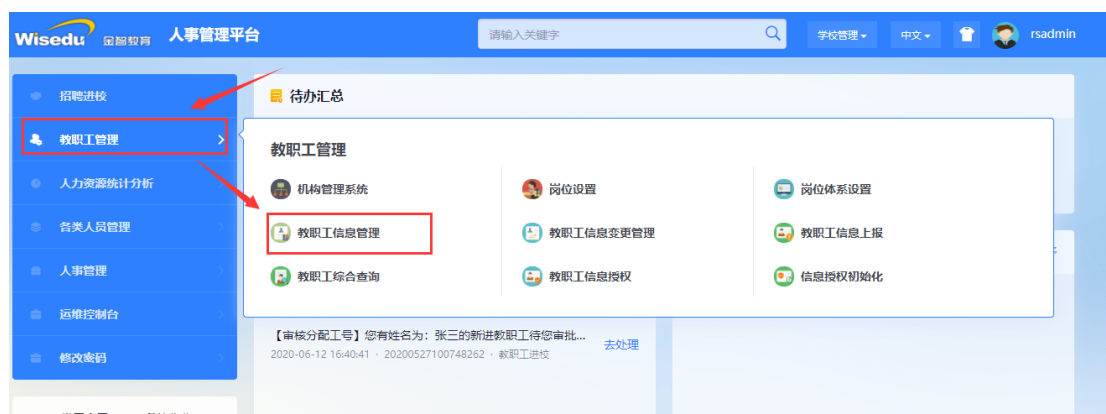 Wisedu 金智教育 人事管理平台 请输入关键字 学校管理 中文 rsadmin
招聘进校
教职工管理
人力资源统计分析
各类人员管理
人事管理
运维控制台
修改密码
待办汇总
教职工管理
机构管理系统 岗位设置 岗位体系设置
教职工信息管理 教职工信息变更管理 教职工信息上报
教职工综合查询 教职工信息授权 信息授权初始化
【审核分配工号】您有姓名为：张三的新进教职工待您审批... 去处理
2020-06-12 16:40:41 · 20200527100748262 · 教职工进校